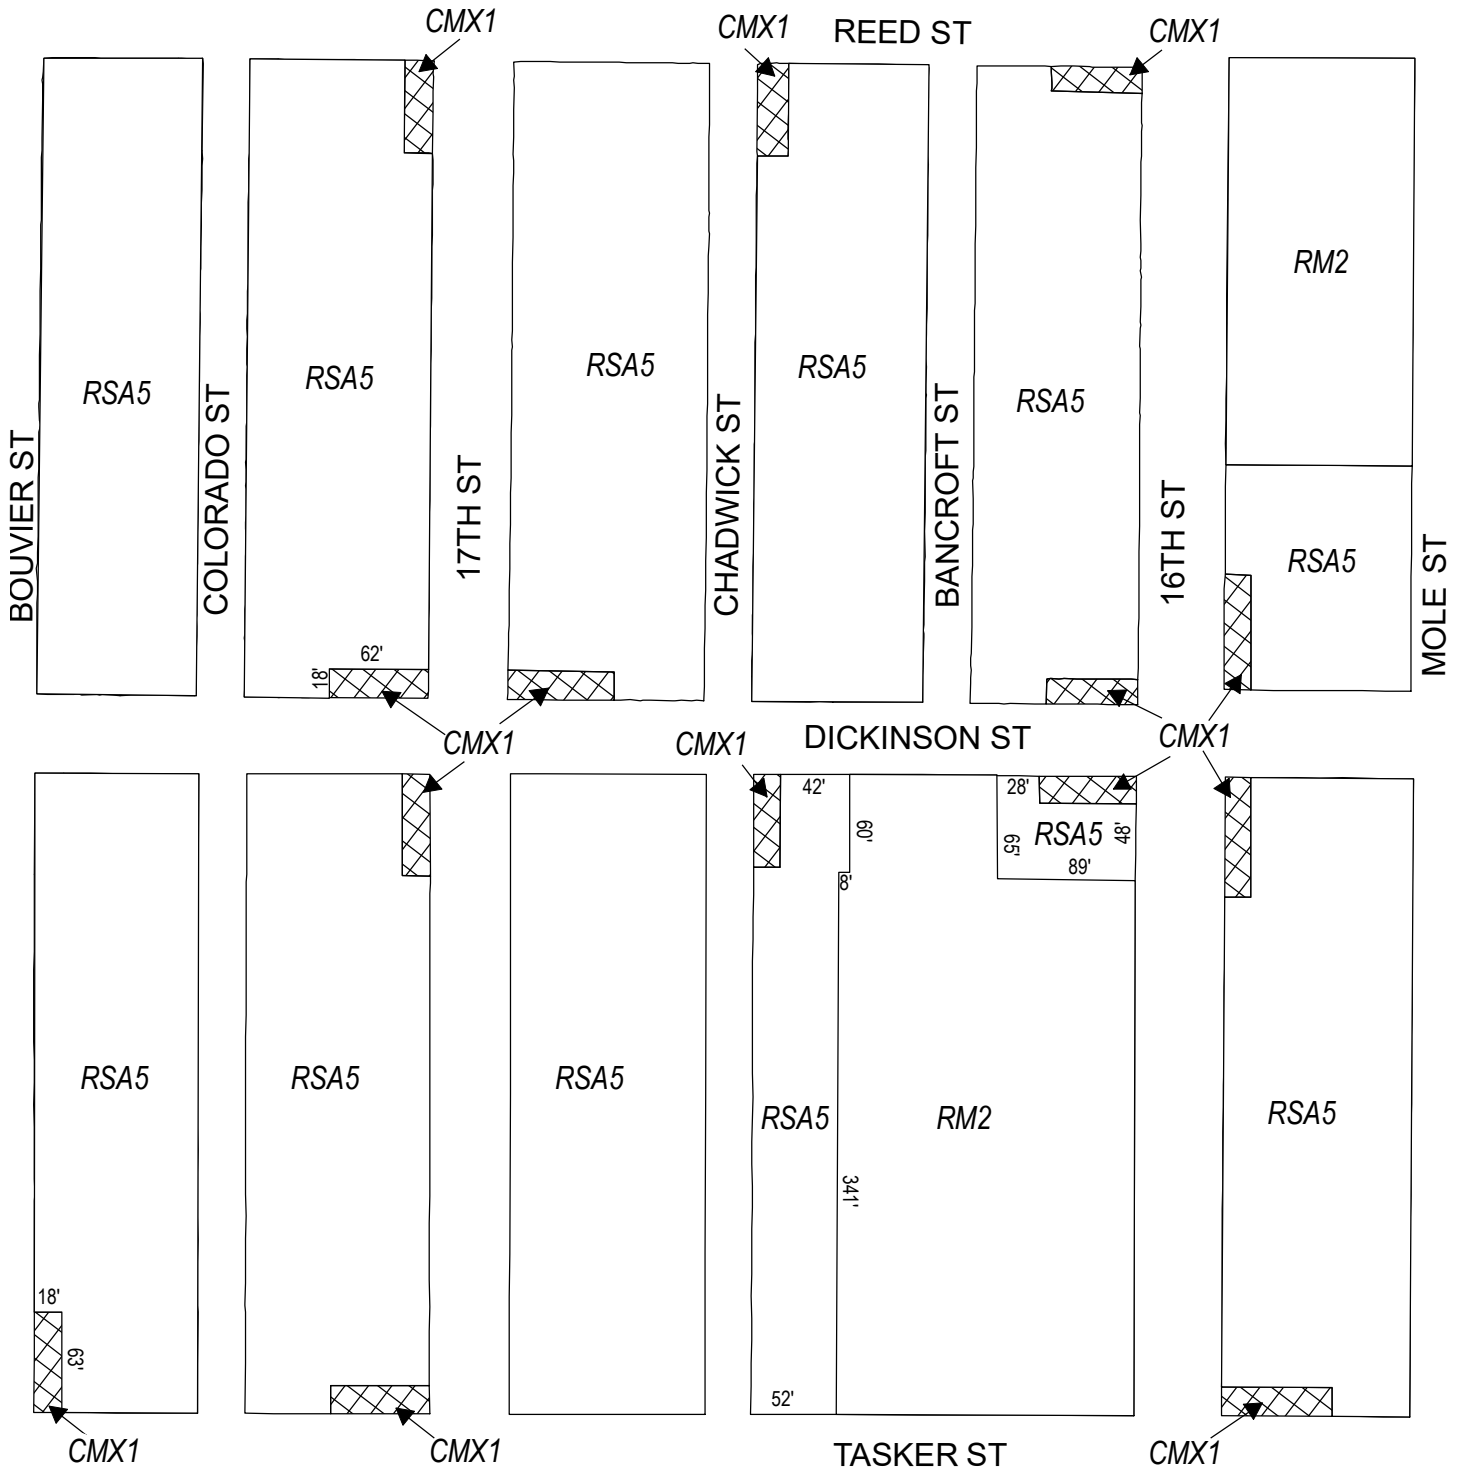 CMX1
CMX1
REED ST
CMX1
RM2
RSA5
RSA5
RSA5
RSA5
RSA5
RSA5
BOUVIER ST
COLORADO ST
17TH ST
CHADWICK ST
BANCROFT ST
16TH ST
MOLE ST
62'
18'
CMX1
CMX1
DICKINSON ST
CMX1
42'
60'
8'
28'
65'
RSA5
48'
89'
RSA5
RSA5
RSA5
RSA5
RM2
RSA5
341'
18'
63'
52'
CMX1
CMX1
TASKER ST
CMX1